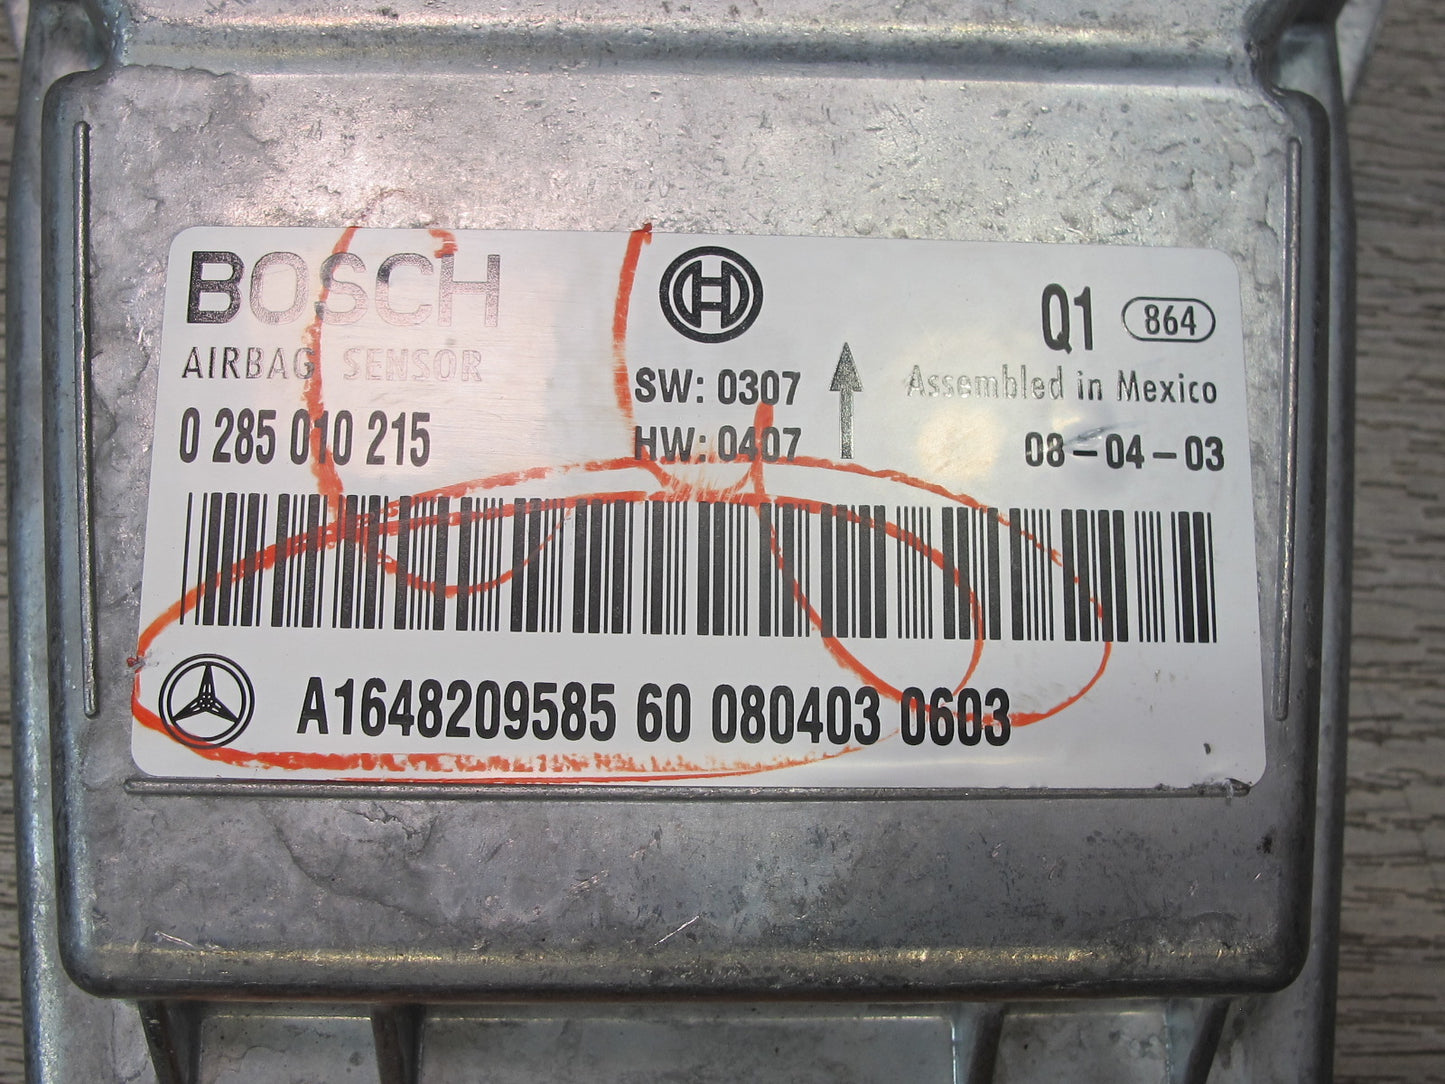 BOSCH
AIRBAG SENSOR
0 285 010 215
SW: 0307
HW: 0407
Q1 864
Assembled in Mexico
08-04-03
A1648209585 60 080403 0603